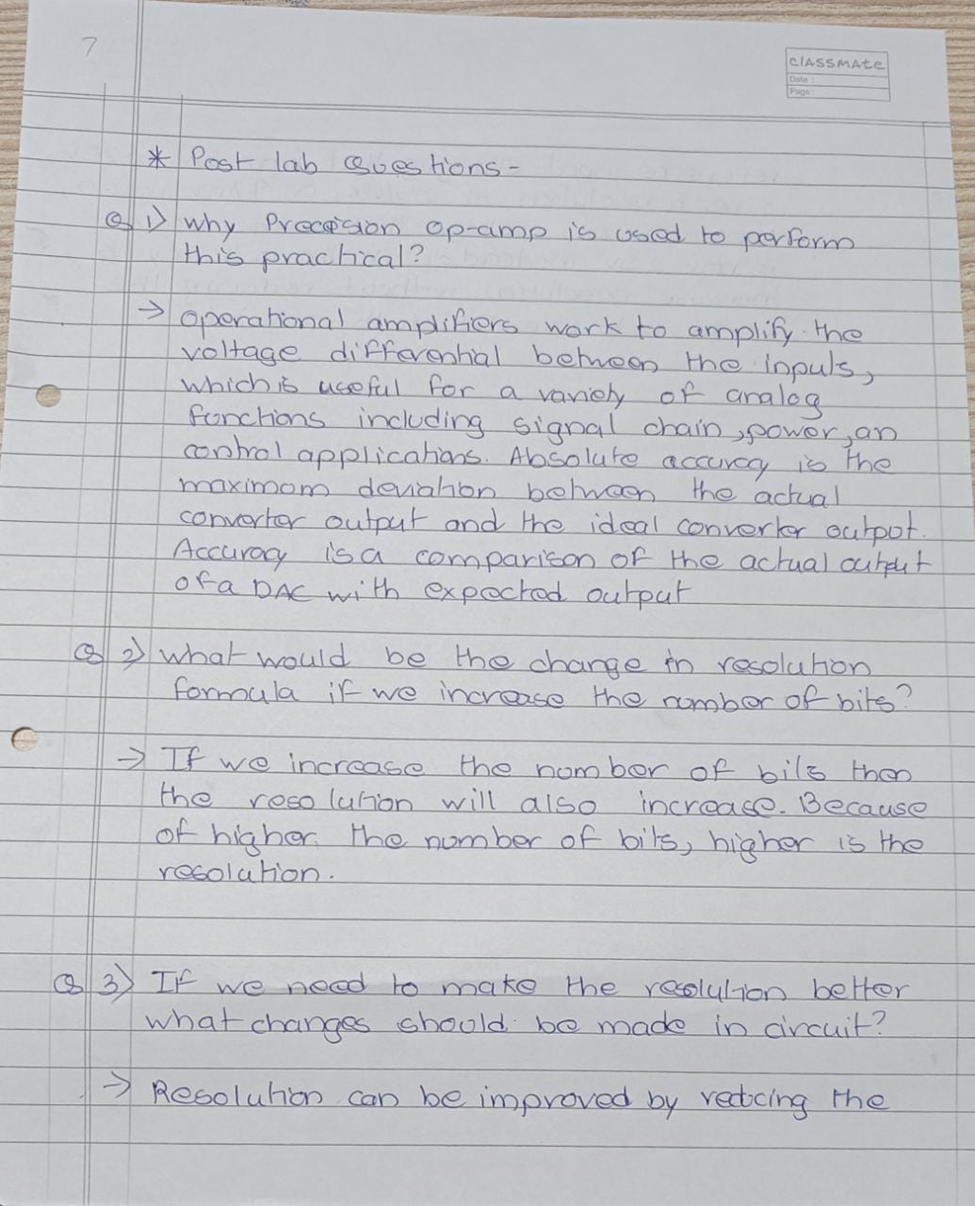 7
CLASSMATE
Date :
Page :
* Post lab Questions -
Q 1) Why Precision op-amp is used to perform
this practical?
→ Operational amplifiers work to amplify the
voltage differential between the inputs,
which is useful for a variety of analog
functions including signal chain, power, an
control applications. Absolute accuracy is the
maximum deviation between the actual
converter output and the ideal converter output.
Accuracy is a comparison of the actual output
of a DAC with expected output
Q 2) What would be the change in resolution
formula if we increase the number of bits?
→ If we increase the number of bits then
the resolution will also increase. Because
of higher. the number of bits, higher is the
resolution.
Q 3) If we need to make the resolution better
what changes should be made in circuit?
→ Resolution can be improved by reducing the